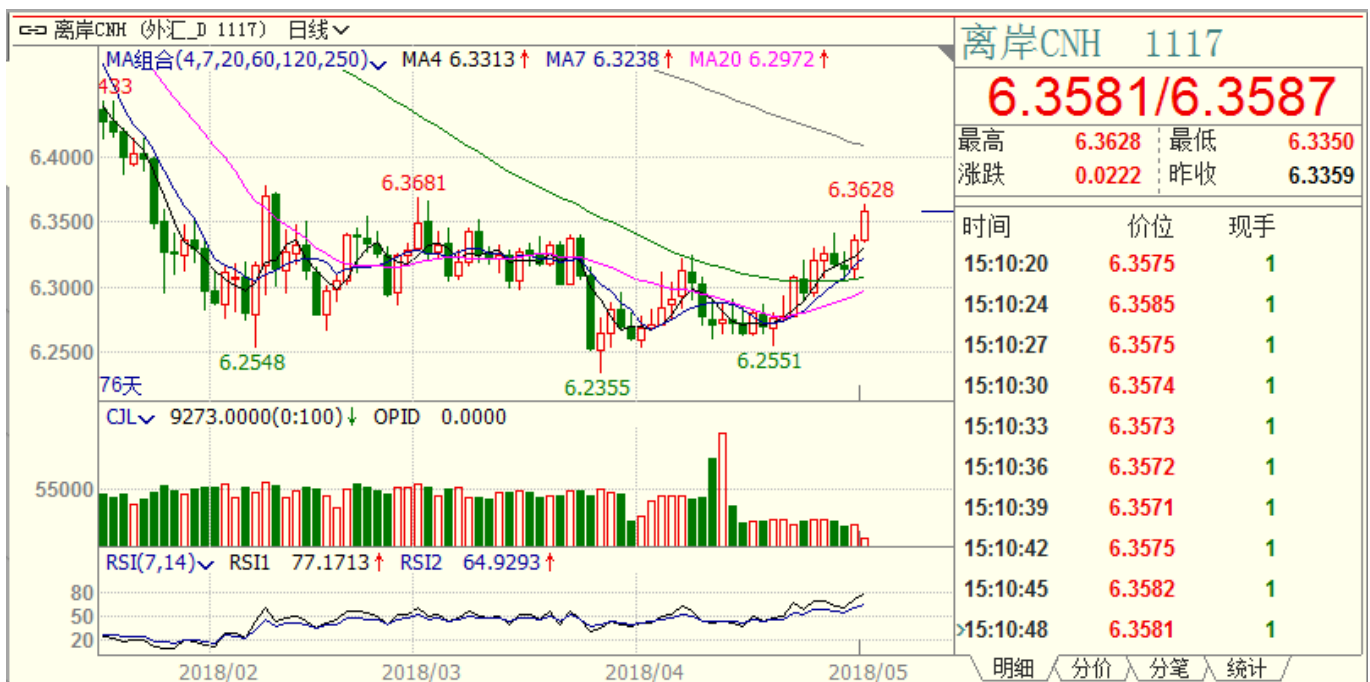 离岸CNH (外汇_D 1117) 日线
MA组合(4,7,20,60,120,250) MA4 6.3313↑ MA7 6.3238↑ MA20 6.2972↑
433
6.4000
6.3500
6.3000
6.2500
6.3681
6.3628
6.2548
6.2355
6.2551
76天
CJL 9273.0000(0:100)↓ OPID 0.0000
55000
RSI(7,14) RSI1 77.1713↑ RSI2 64.9293↑
80
50
20
2018/02 2018/03 2018/04 2018/05
离岸CNH 1117
6.3581/6.3587
最高 6.3628 最低 6.3350
涨跌 0.0222 昨收 6.3359
时间 价位 现手
15:10:20 6.3575 1
15:10:24 6.3585 1
15:10:27 6.3575 1
15:10:30 6.3574 1
15:10:33 6.3573 1
15:10:36 6.3572 1
15:10:39 6.3571 1
15:10:42 6.3575 1
15:10:45 6.3582 1
>15:10:48 6.3581 1
明细 分价 分笔 统计